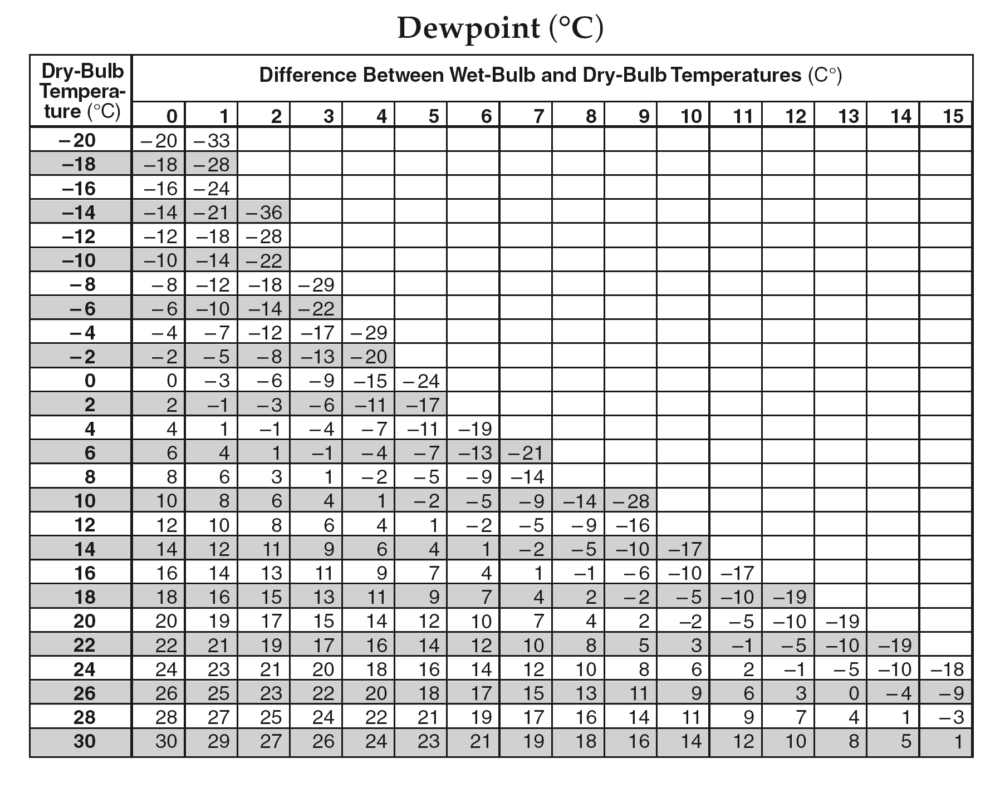 Dewpoint (°C)
Dry-Bulb
Tempera-
ture (°C)
Difference Between Wet-Bulb and Dry-Bulb Temperatures (C°)
0 1 2 3 4 5 6 7 8 9 10 11 12 13 14 15
–20 –20 –33
–18 –18 –28
–16 –16 –24
–14 –14 –21 –36
–12 –12 –18 –28
–10 –10 –14 –22
–8 –8 –12 –18 –29
–6 –6 –10 –14 –22
–4 –4 –7 –12 –17 –29
–2 –2 –5 –8 –13 –20
0 0 –3 –6 –9 –15 –24
2 2 –1 –3 –6 –11 –17
4 4 1 –1 –4 –7 –11 –19
6 6 4 1 –1 –4 –7 –13 –21
8 8 6 3 1 –2 –5 –9 –14
10 10 8 6 4 1 –2 –5 –9 –14 –28
12 12 10 8 6 4 1 –2 –5 –9 –16
14 14 12 11 9 6 4 1 –2 –5 –10 –17
16 16 14 13 11 9 7 4 1 –1 –6 –10 –17
18 18 16 15 13 11 9 7 4 2 –2 –5 –10 –19
20 20 19 17 15 14 12 10 7 4 2 –2 –5 –10 –19
22 22 21 19 17 16 14 12 10 8 5 3 –1 –5 –10 –19
24 24 23 21 20 18 16 14 12 10 8 6 2 –1 –5 –10 –18
26 26 25 23 22 20 18 17 15 13 11 9 6 3 0 –4 –9
28 28 27 25 24 22 21 19 17 16 14 11 9 7 4 1 –3
30 30 29 27 26 24 23 21 19 18 16 14 12 10 8 5 1